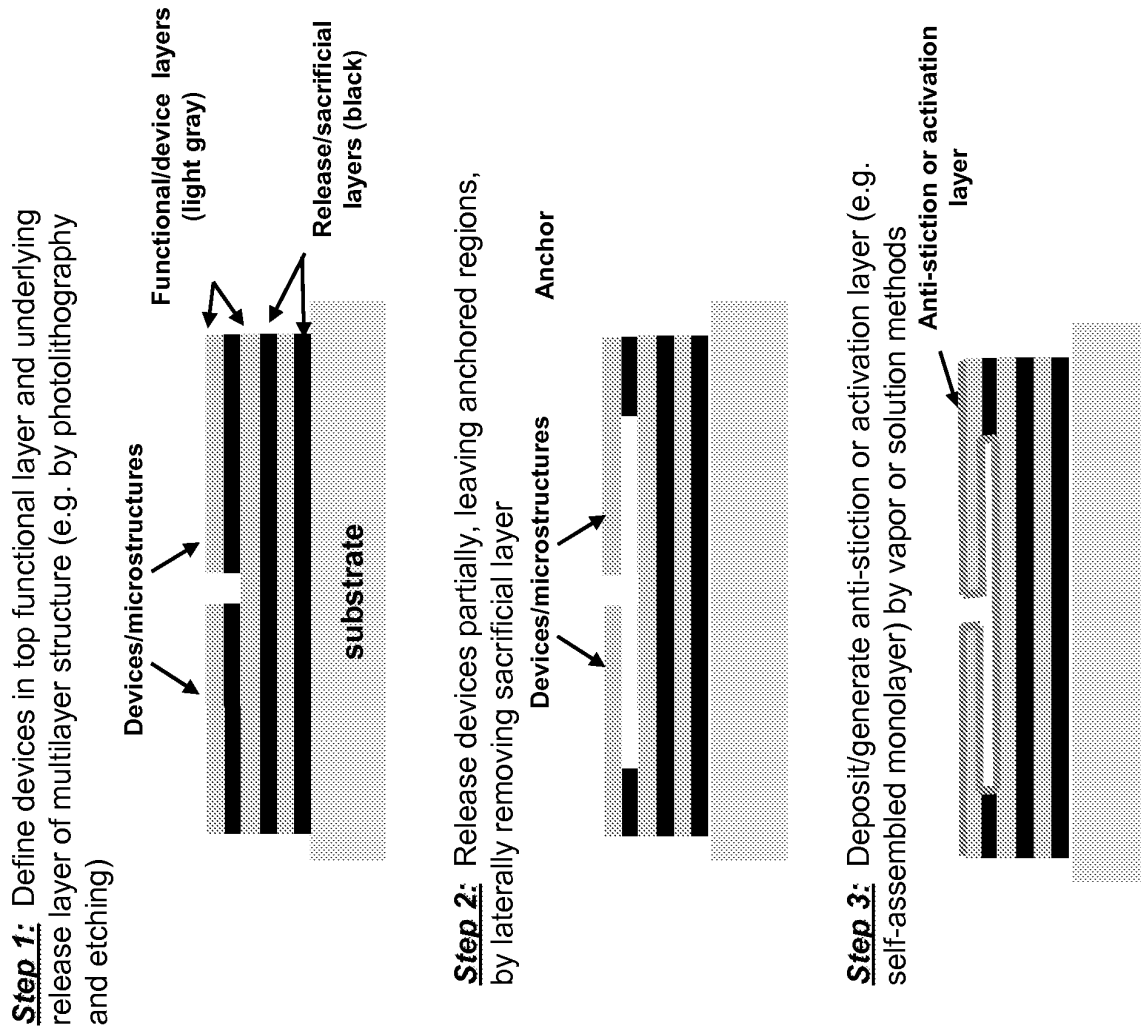 Step 1: Define devices in top functional layer and underlying
release layer of multilayer structure (e.g. by photolithography
and etching)
Devices/microstructures
Functional/device layers
(light gray)
Release/sacrificial
layers (black)
substrate
Step 2: Release devices partially, leaving anchored regions,
by laterally removing sacrificial layer
Devices/microstructures
Anchor
Step 3: Deposit/generate anti-stiction or activation layer (e.g.
self-assembled monolayer) by vapor or solution methods
Anti-stiction or activation
layer